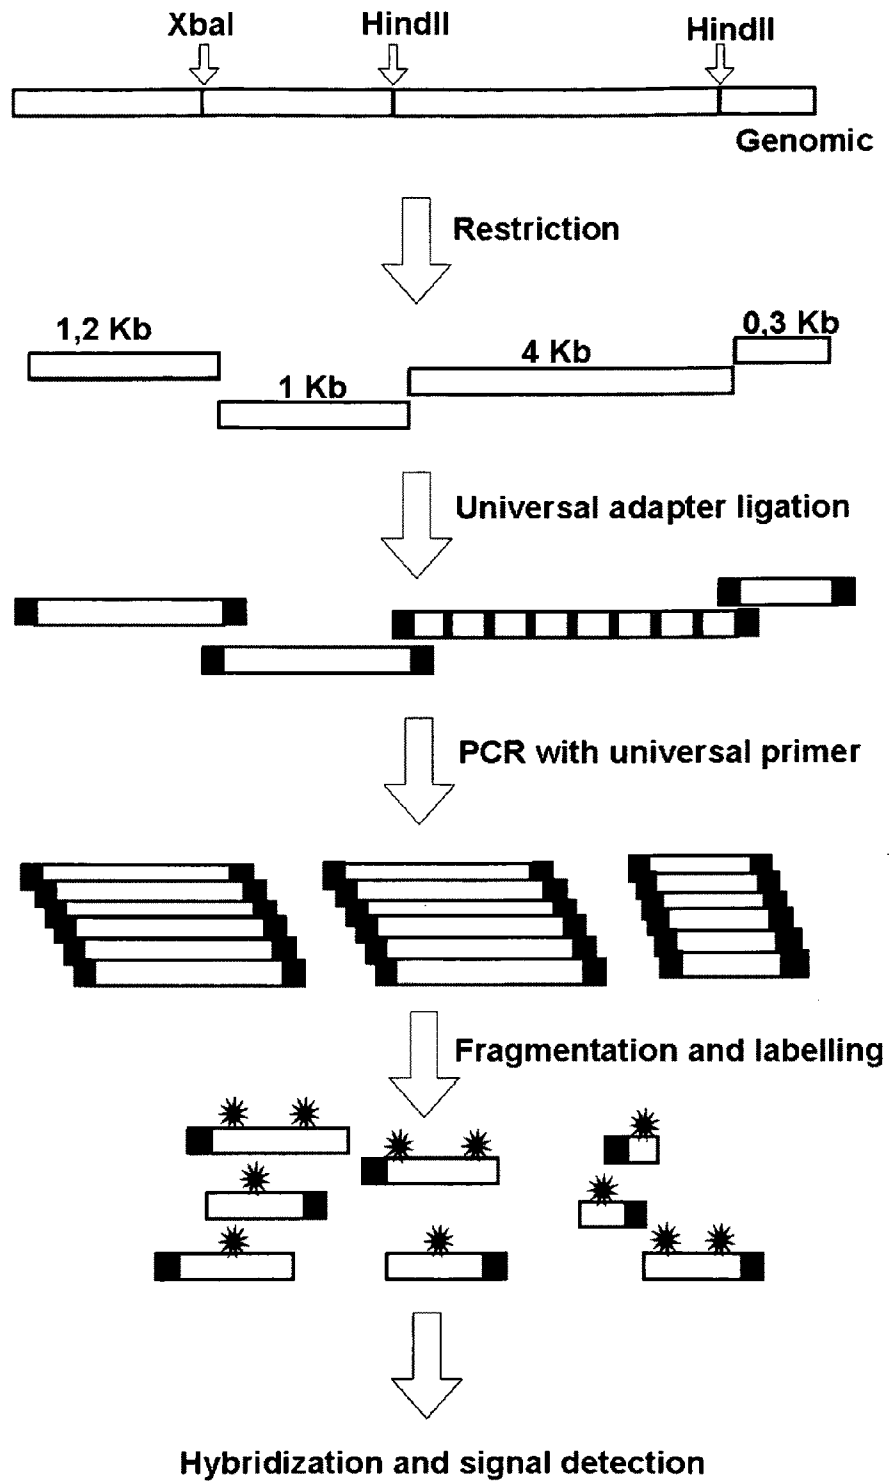 XbaI
HindII
HindII
Genomic
Restriction
1,2 Kb
1 Kb
4 Kb
0,3 Kb
Universal adapter ligation
PCR with universal primer
Fragmentation and labelling
Hybridization and signal detection